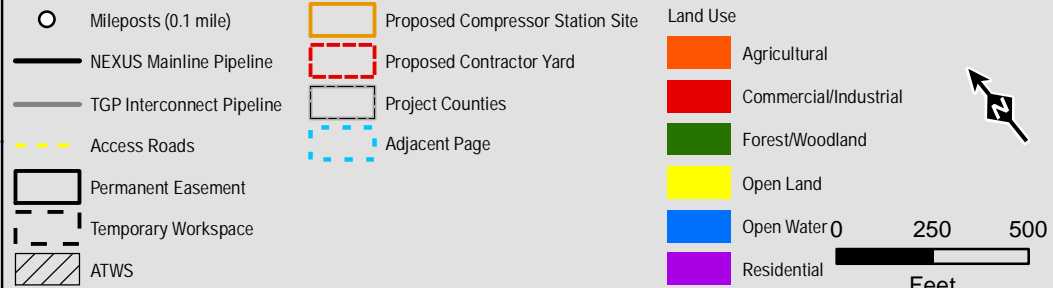 Mileposts (0.1 mile)
NEXUS Mainline Pipeline
TGP Interconnect Pipeline
Access Roads
Permanent Easement
Temporary Workspace
ATWS
Proposed Compressor Station Site
Proposed Contractor Yard
Project Counties
Adjacent Page
Land Use
Agricultural
Commercial/Industrial
Forest/Woodland
Open Land
Open Water
Residential
N
0 250 500
Feet